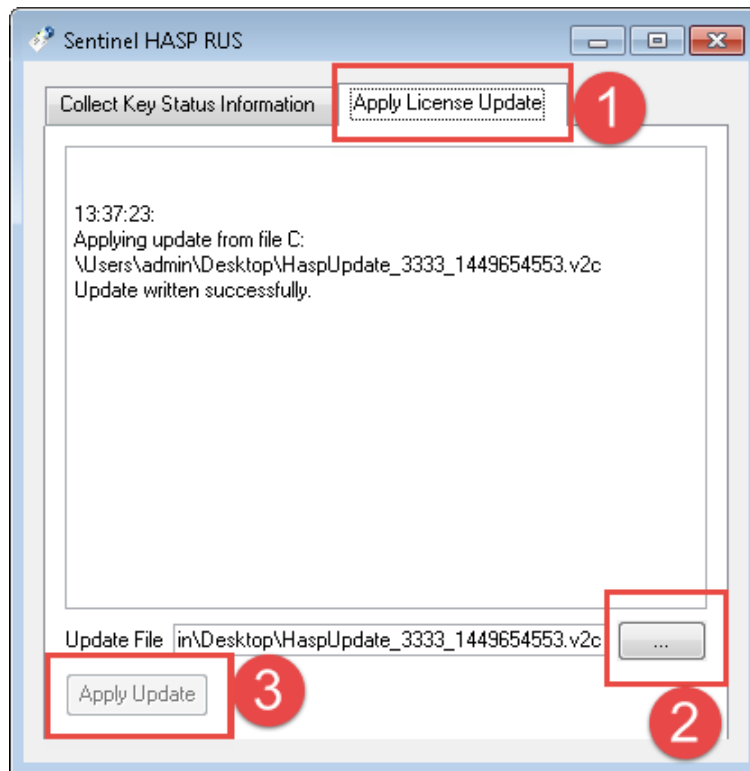 Sentinel HASP RUS
Collect Key Status Information
Apply License Update
1
13:37:23:
Applying update from file C:
\Users\admin\Desktop\HaspUpdate_3333_1449654553.v2c
Update written successfully.
Update File in\Desktop\HaspUpdate_3333_1449654553.v2c ...
Apply Update
3
2